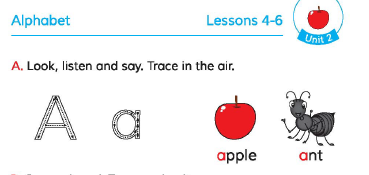 Alphabet Lessons 4-6
Unit 2
A. Look, listen and say. Trace in the air.
A a
apple ant